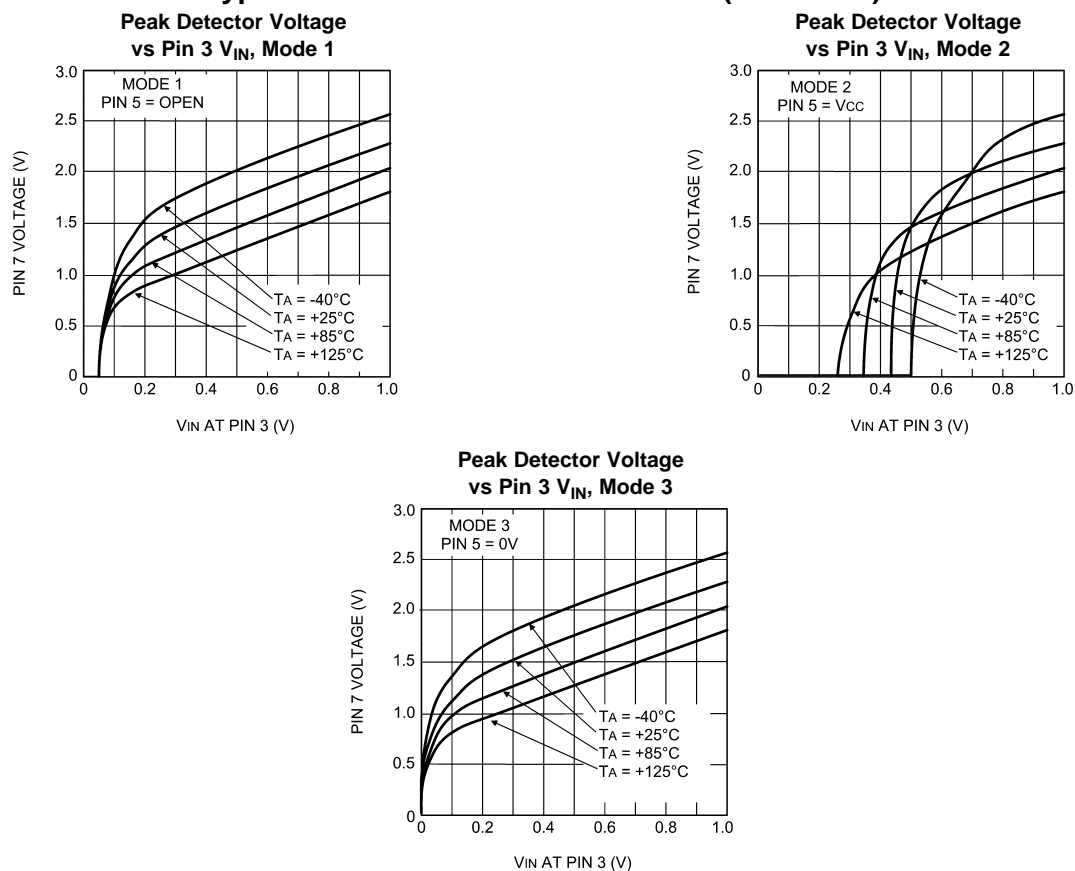 Peak Detector Voltage
vs Pin 3 VIN, Mode 1
3.0
2.5
2.0
1.5
1.0
0.5
0
MODE 1
PIN 5 = OPEN
TA = -40°C
TA = +25°C
TA = +85°C
TA = +125°C
0 0.2 0.4 0.6 0.8 1.0
PIN 7 VOLTAGE (V)
VIN AT PIN 3 (V)
Peak Detector Voltage
vs Pin 3 VIN, Mode 2
3.0
2.5
2.0
1.5
1.0
0.5
0
MODE 2
PIN 5 = VCC
TA = -40°C
TA = +25°C
TA = +85°C
TA = +125°C
0 0.2 0.4 0.6 0.8 1.0
PIN 7 VOLTAGE (V)
VIN AT PIN 3 (V)
Peak Detector Voltage
vs Pin 3 VIN, Mode 3
3.0
2.5
2.0
1.5
1.0
0.5
0
MODE 3
PIN 5 = 0V
TA = -40°C
TA = +25°C
TA = +85°C
TA = +125°C
0 0.2 0.4 0.6 0.8 1.0
PIN 7 VOLTAGE (V)
VIN AT PIN 3 (V)